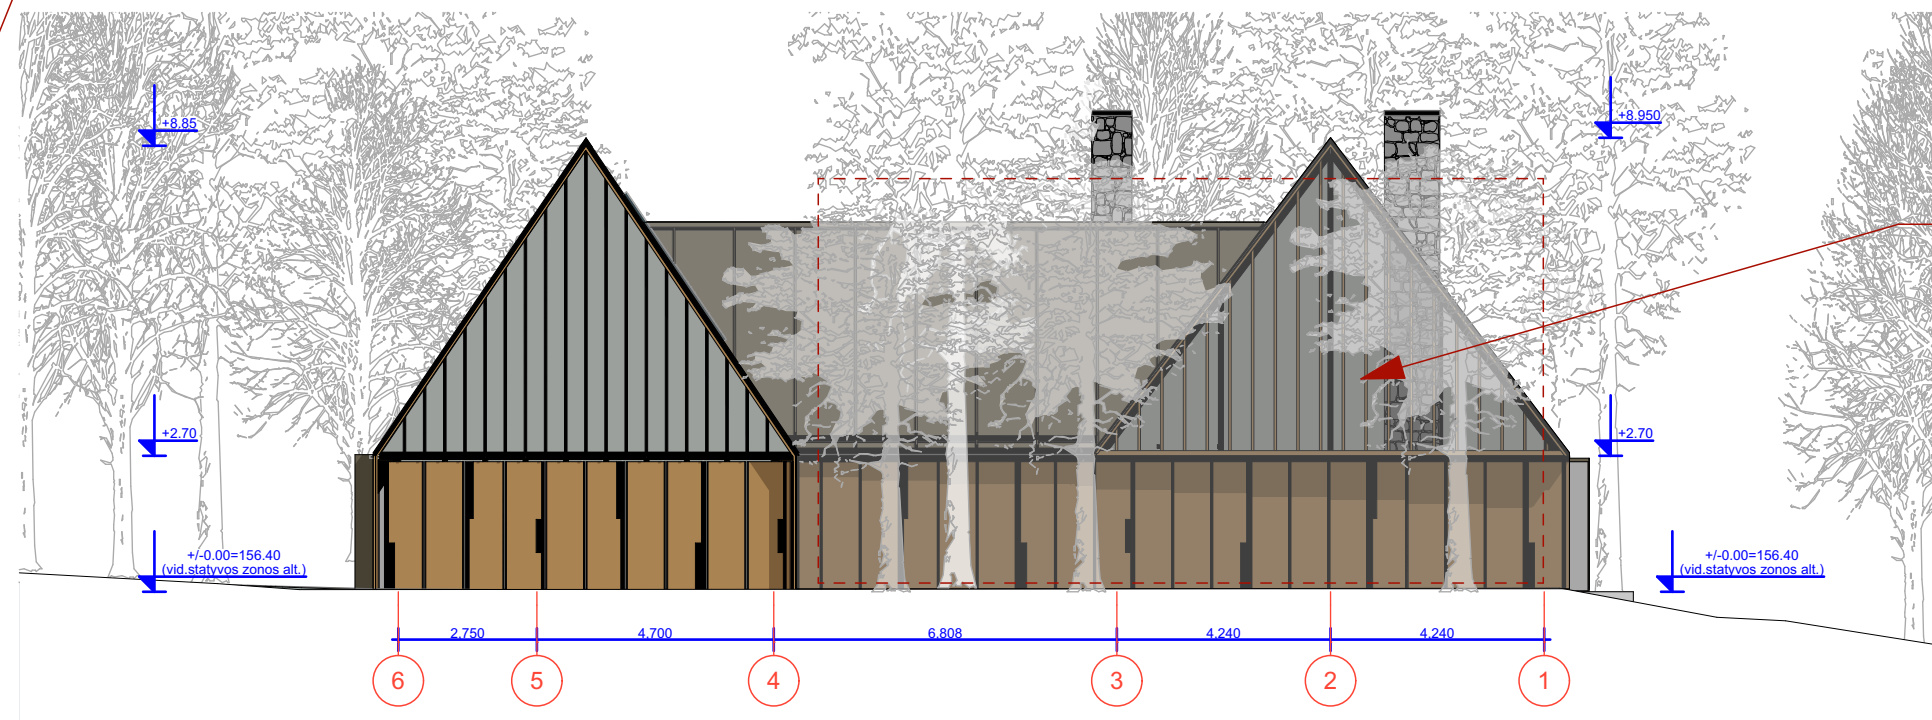 +8.85
+8.950
+2.70
+2.70
+/-0.00=156.40
(vid.statyvos zonos alt.)
+/-0.00=156.40
(vid.statyvos zonos alt.)
2.750 4.700 6.808 4.240 4.240
6 5 4 3 2 1